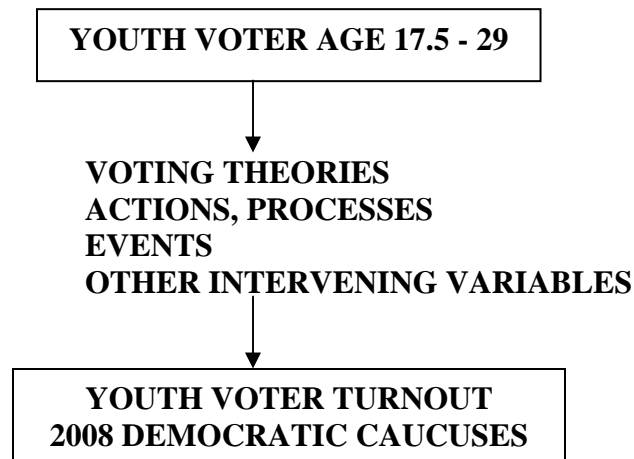 YOUTH VOTER AGE 17.5 - 29
VOTING THEORIES
ACTIONS, PROCESSES
EVENTS
OTHER INTERVENING VARIABLES
YOUTH VOTER TURNOUT
2008 DEMOCRATIC CAUCUSES